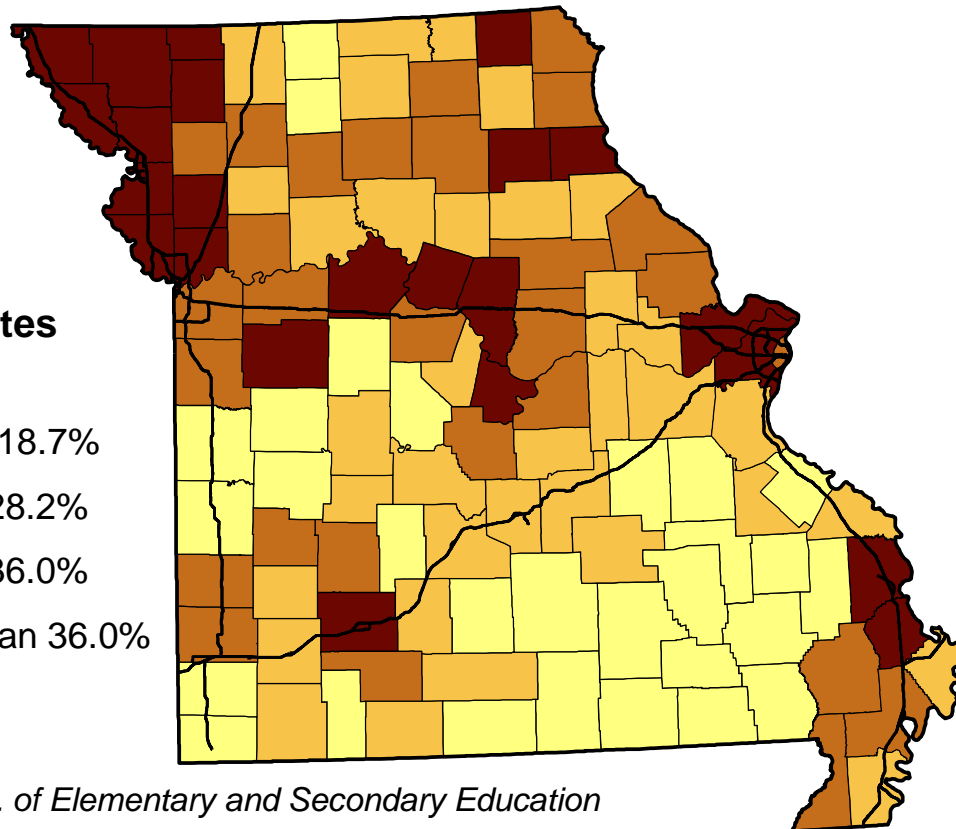 tes
18.7%
28.2%
36.0%
an 36.0%
. of Elementary and Secondary Education